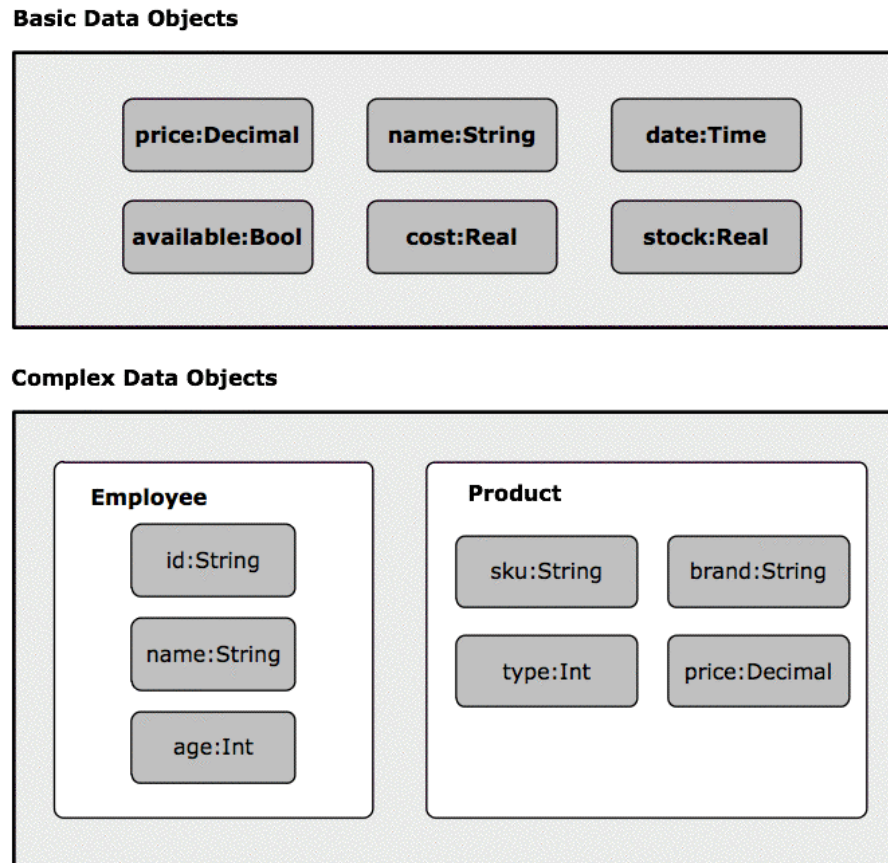 Basic Data Objects
price:Decimal
name:String
date:Time
available:Bool
cost:Real
stock:Real
Complex Data Objects
Employee
id:String
name:String
age:Int
Product
sku:String
brand:String
type:Int
price:Decimal